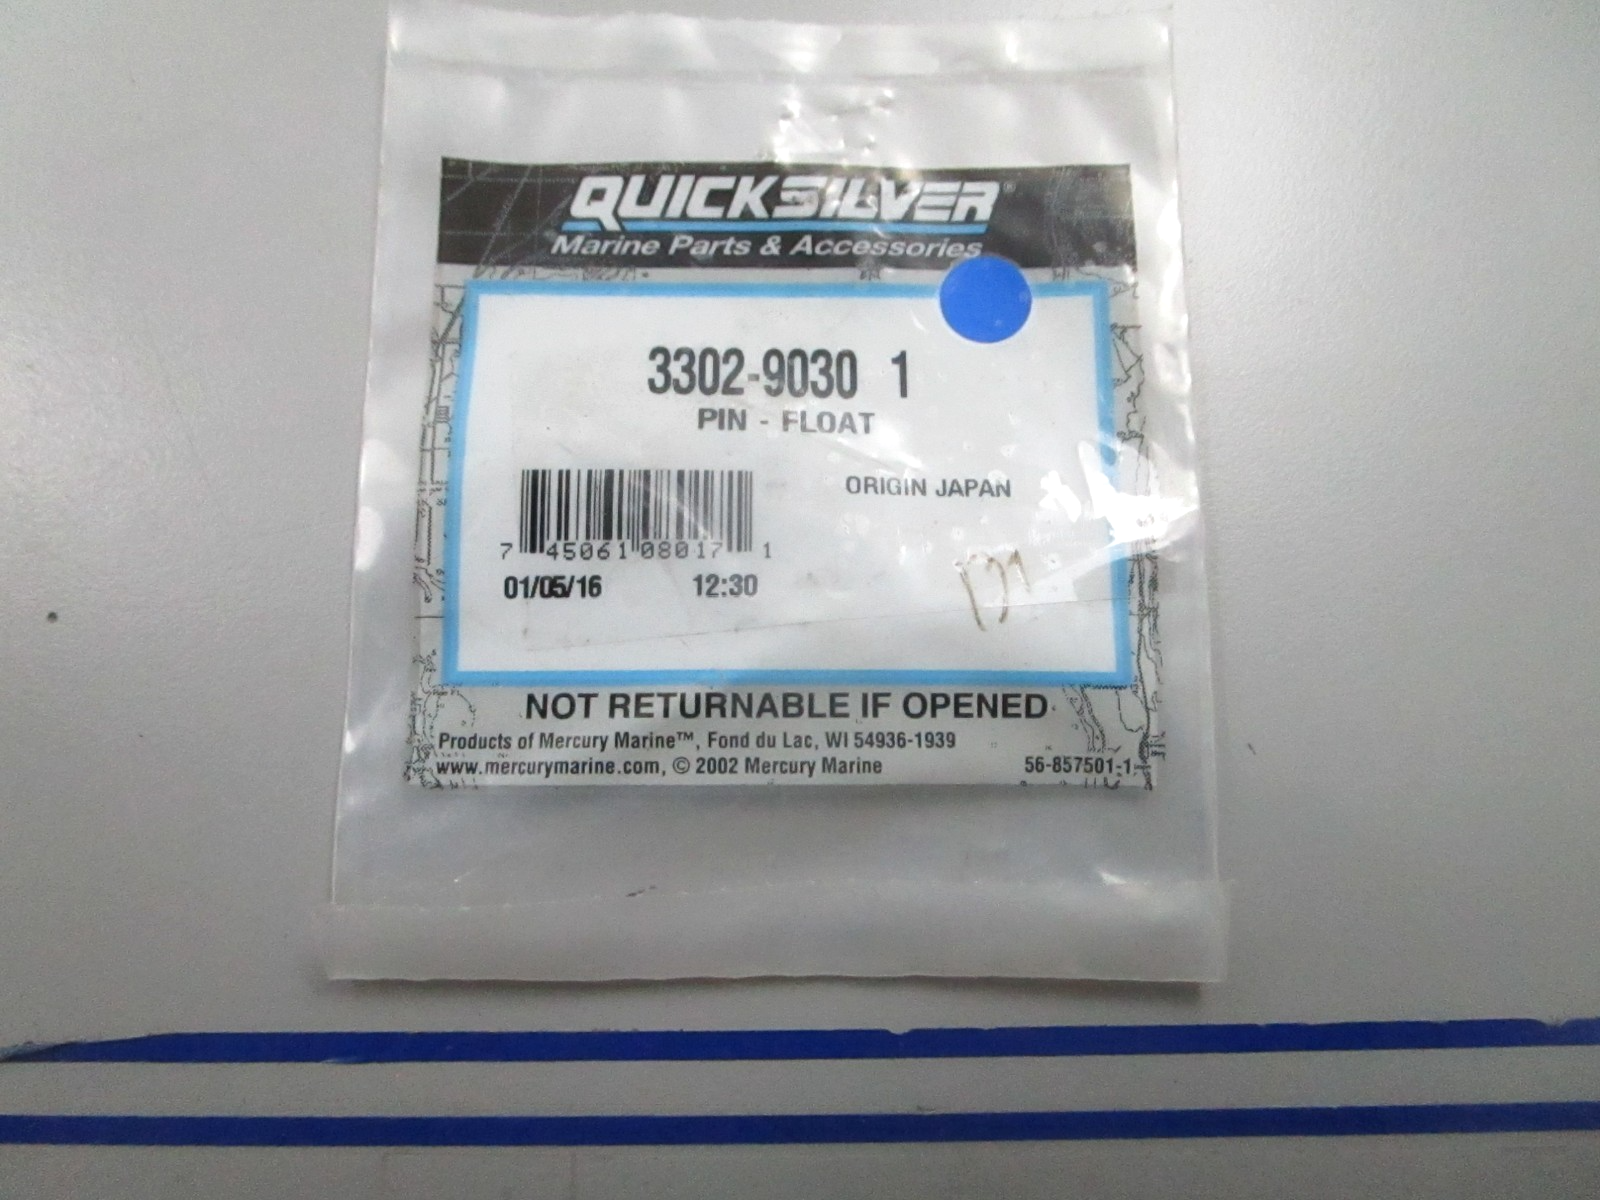 QUICKSILVER®
Marine Parts & Accessories
3302-9030 1
PIN - FLOAT
ORIGIN JAPAN
7 45061 08017 1
01/05/16 12:30
NOT RETURNABLE IF OPENED
Products of Mercury Marine™, Fond du Lac, WI 54936-1939
www.mercurymarine.com, © 2002 Mercury Marine 56-857501-1